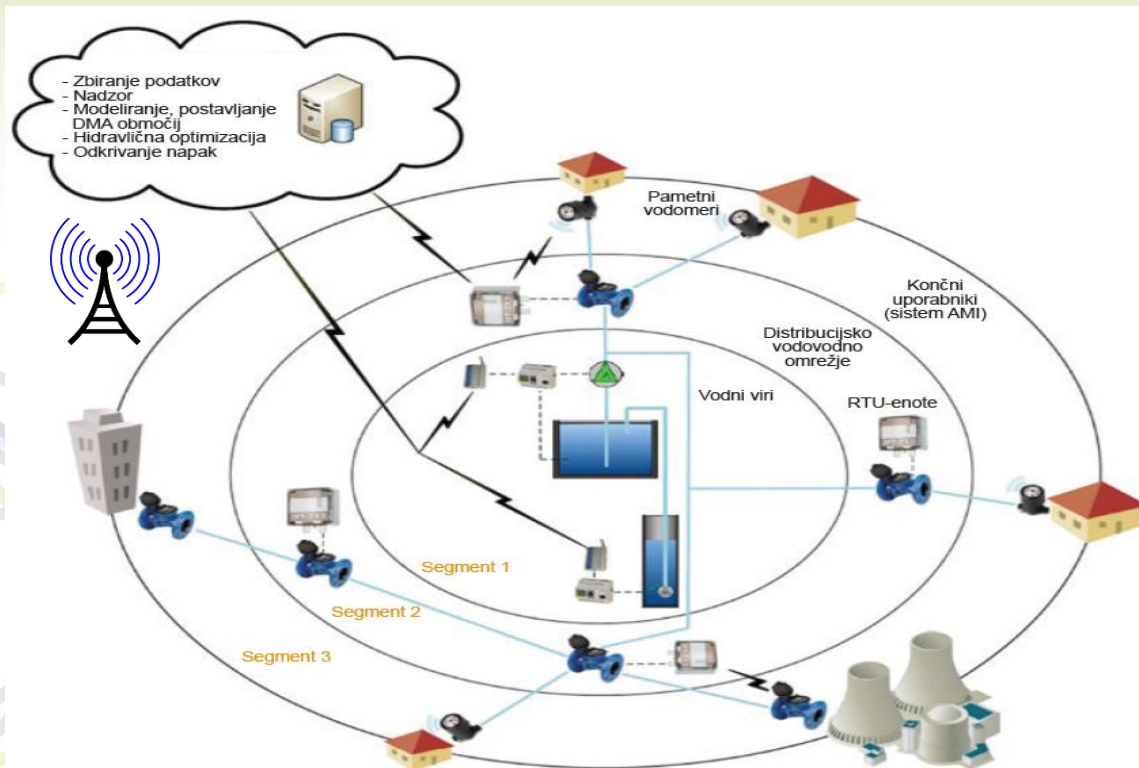 - Zbiranje podatkov
- Nadzor
- Modeliranje, postavljanje
DMA območij
- Hidravlična optimizacija
- Odkrivanje napak
Pametni
vodomeri
Končni
uporabniki
(sistem AMI)
Distribucijsko
vodovodno
omrežje
Vodni viri
RTU-enote
Segment 1
Segment 2
Segment 3